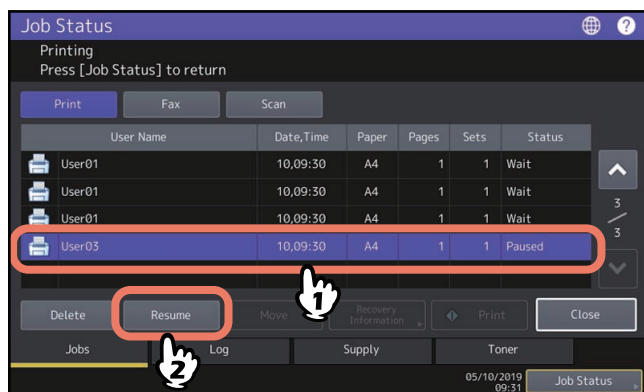 Job Status
?
Printing
Press [Job Status] to return
Print Fax Scan
User Name Date,Time Paper Pages Sets Status
User01 10,09:30 A4 1 1 Wait
User01 10,09:30 A4 1 1 Wait
User01 10,09:30 A4 1 1 Wait
User03 10,09:30 A4 1 1 Paused
3
3
1
Delete Resume Move Recovery
Information Print Close
2
Jobs Log Supply Toner
05/10/2019
09:31 Job Status